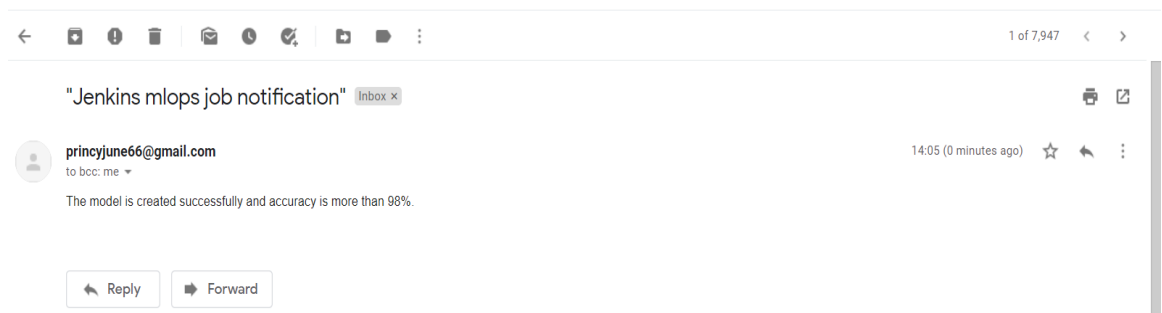 1 of 7,947
"Jenkins mlops job notification" Inbox ×
princyjune66@gmail.com 14:05 (0 minutes ago)
to bcc: me
The model is created successfully and accuracy is more than 98%.
Reply Forward